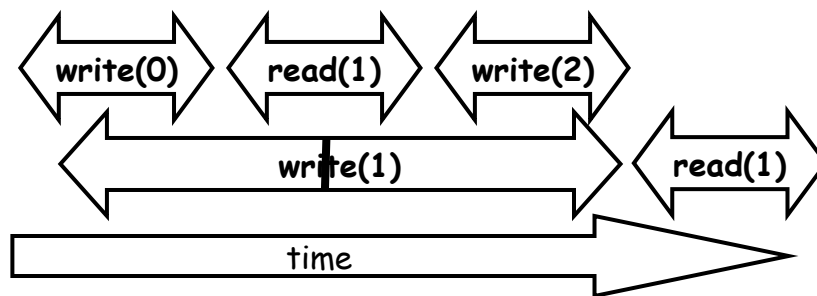 write(0) read(1) write(2)
write(1) read(1)
time